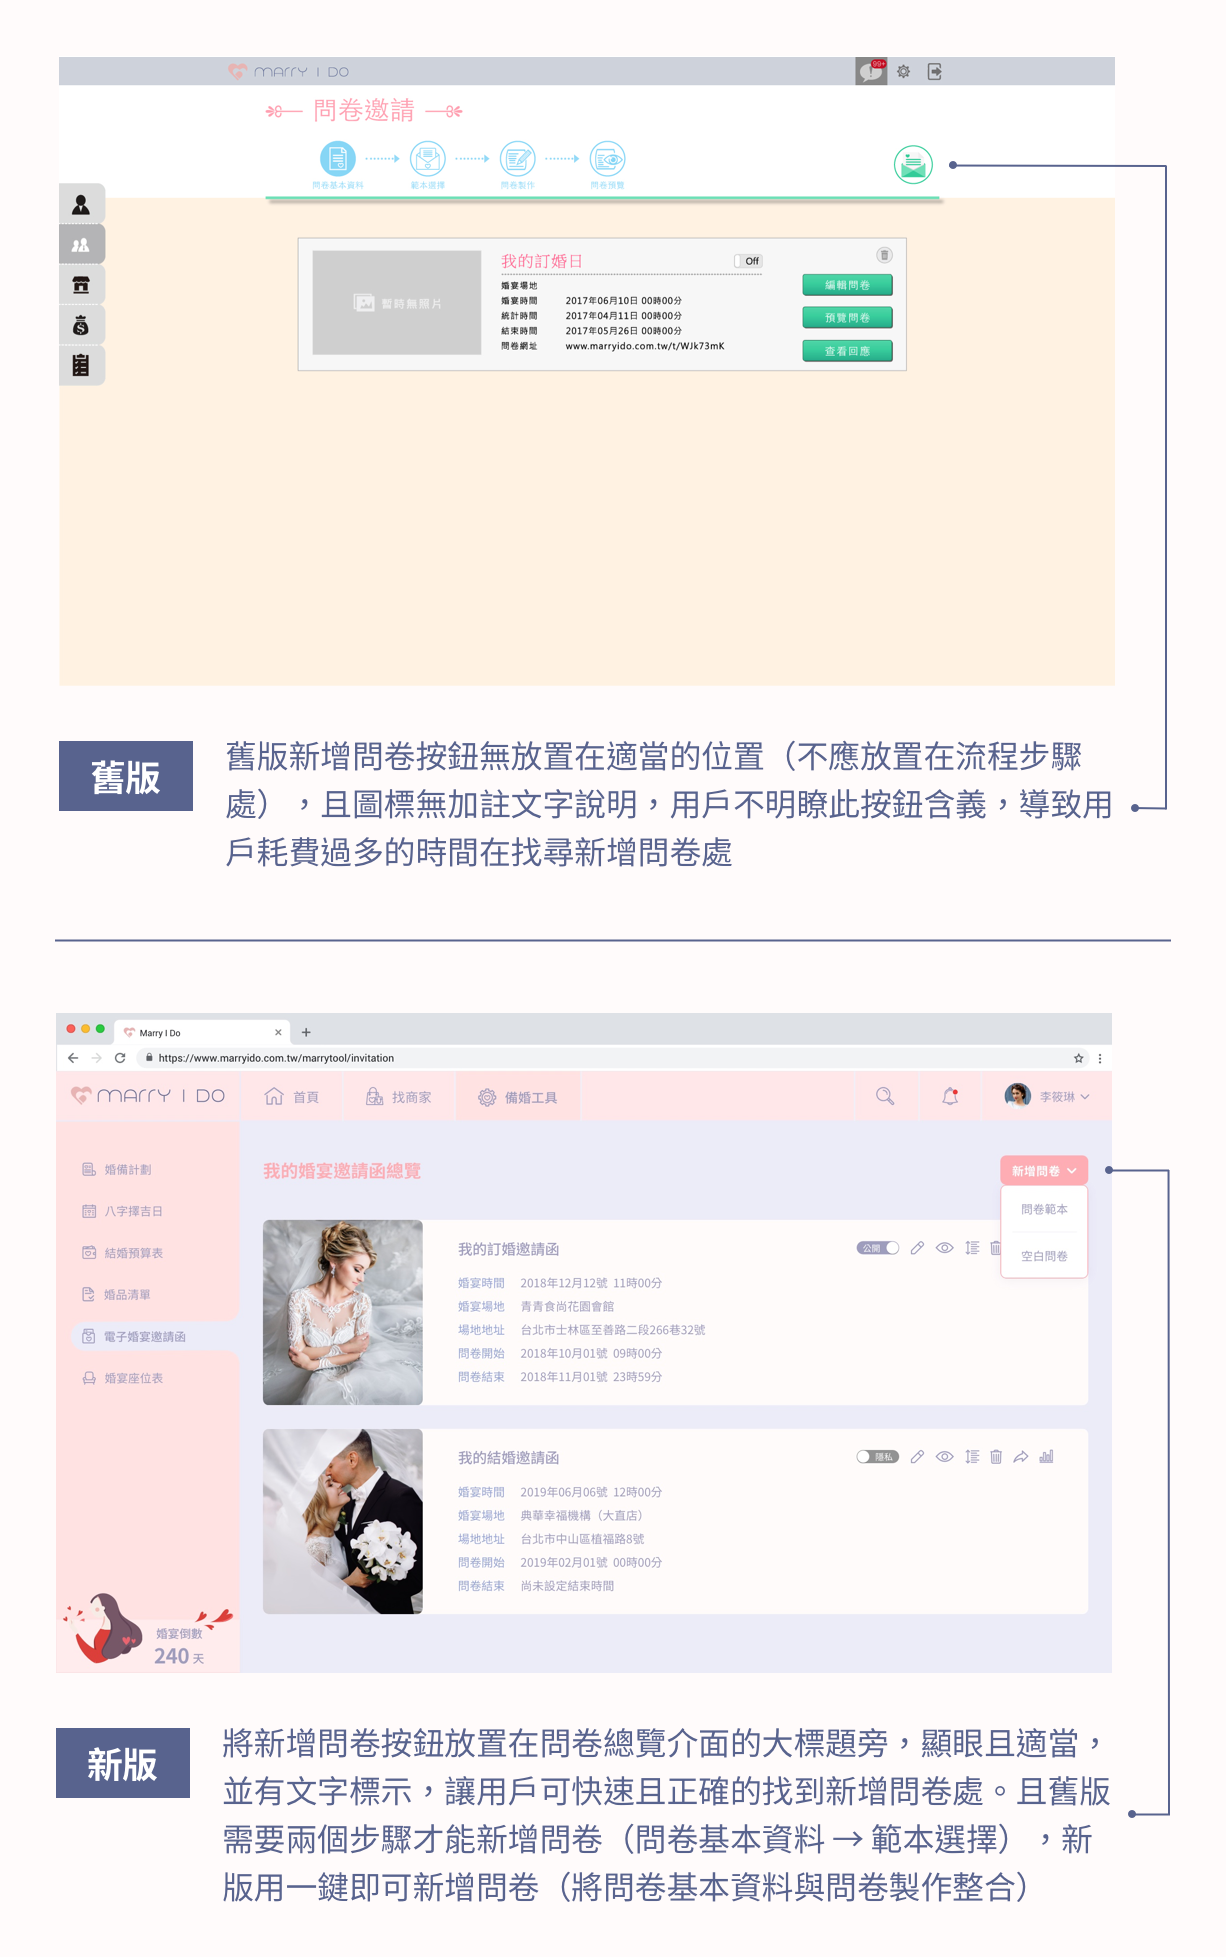 MARRY I DO
99+
問卷邀請
問卷基本資料
範本選擇
問卷製作
問卷預覽
暫時無照片
我的訂婚日
Off
婚宴場地
婚宴時間 2017年06月10日 00時00分
統計時間 2017年04月11日 00時00分
結束時間 2017年05月26日 00時00分
問卷網址 www.marryido.com.tw/t/WJk73mK
編輯問卷
預覽問卷
查看回應
舊版
舊版新增問卷按鈕無放置在適當的位置（不應放置在流程步驟
處），且圖標無加註文字說明，用戶不明瞭此按鈕含義，導致用
戶耗費過多的時間在找尋新增問卷處
Marry I Do
https://www.marryido.com.tw/marrytool/invitation
MARRY I DO
首頁
找商家
備婚工具
李筱琳
婚備計劃
八字擇吉日
結婚預算表
婚品清單
電子婚宴邀請函
婚宴座位表
婚宴倒數
240 天
我的婚宴邀請函總覽
新增問卷
問卷範本
空白問卷
我的訂婚邀請函
公開
婚宴時間 2018年12月12號 11時00分
婚宴場地 青青食尚花園會館
場地地址 台北市士林區至善路二段266巷32號
問卷開始 2018年10月01號 09時00分
問卷結束 2018年11月01號 23時59分
我的結婚邀請函
隱私
婚宴時間 2019年06月06號 12時00分
婚宴場地 典華幸福機構（大直店）
場地地址 台北市中山區植福路8號
問卷開始 2019年02月01號 00時00分
問卷結束 尚未設定結束時間
新版
將新增問卷按鈕放置在問卷總覽介面的大標題旁，顯眼且適當，
並有文字標示，讓用戶可快速且正確的找到新增問卷處。且舊版
需要兩個步驟才能新增問卷（問卷基本資料 → 範本選擇），新
版用一鍵即可新增問卷（將問卷基本資料與問卷製作整合）